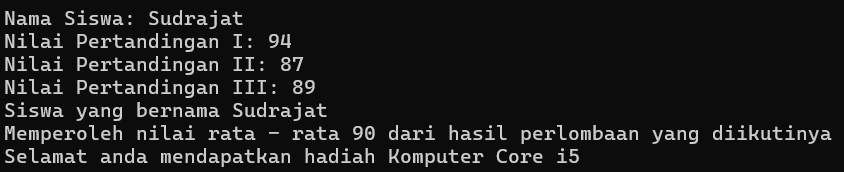 Nama Siswa: Sudrajat
Nilai Pertandingan I: 94
Nilai Pertandingan II: 87
Nilai Pertandingan III: 89
Siswa yang bernama Sudrajat
Memperoleh nilai rata - rata 90 dari hasil perlombaan yang diikutinya
Selamat anda mendapatkan hadiah Komputer Core i5